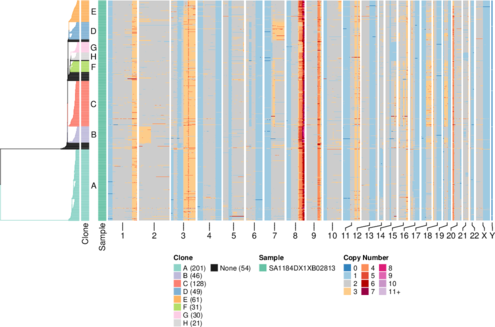 E
D
G
H
F
C
B
A
Clone
Sample
1 2 3 4 5 6 7 8 9 10 11 12 13 14 15 16 17 18 19 20 21 22 X Y
Clone Sample Copy Number
A (201) None (54) SA1184DX1XB02813 0 4 8
B (46) 1 5 9
C (128) 2 6 10
D (49) 3 7 11+
E (61)
F (31)
G (30)
H (21)